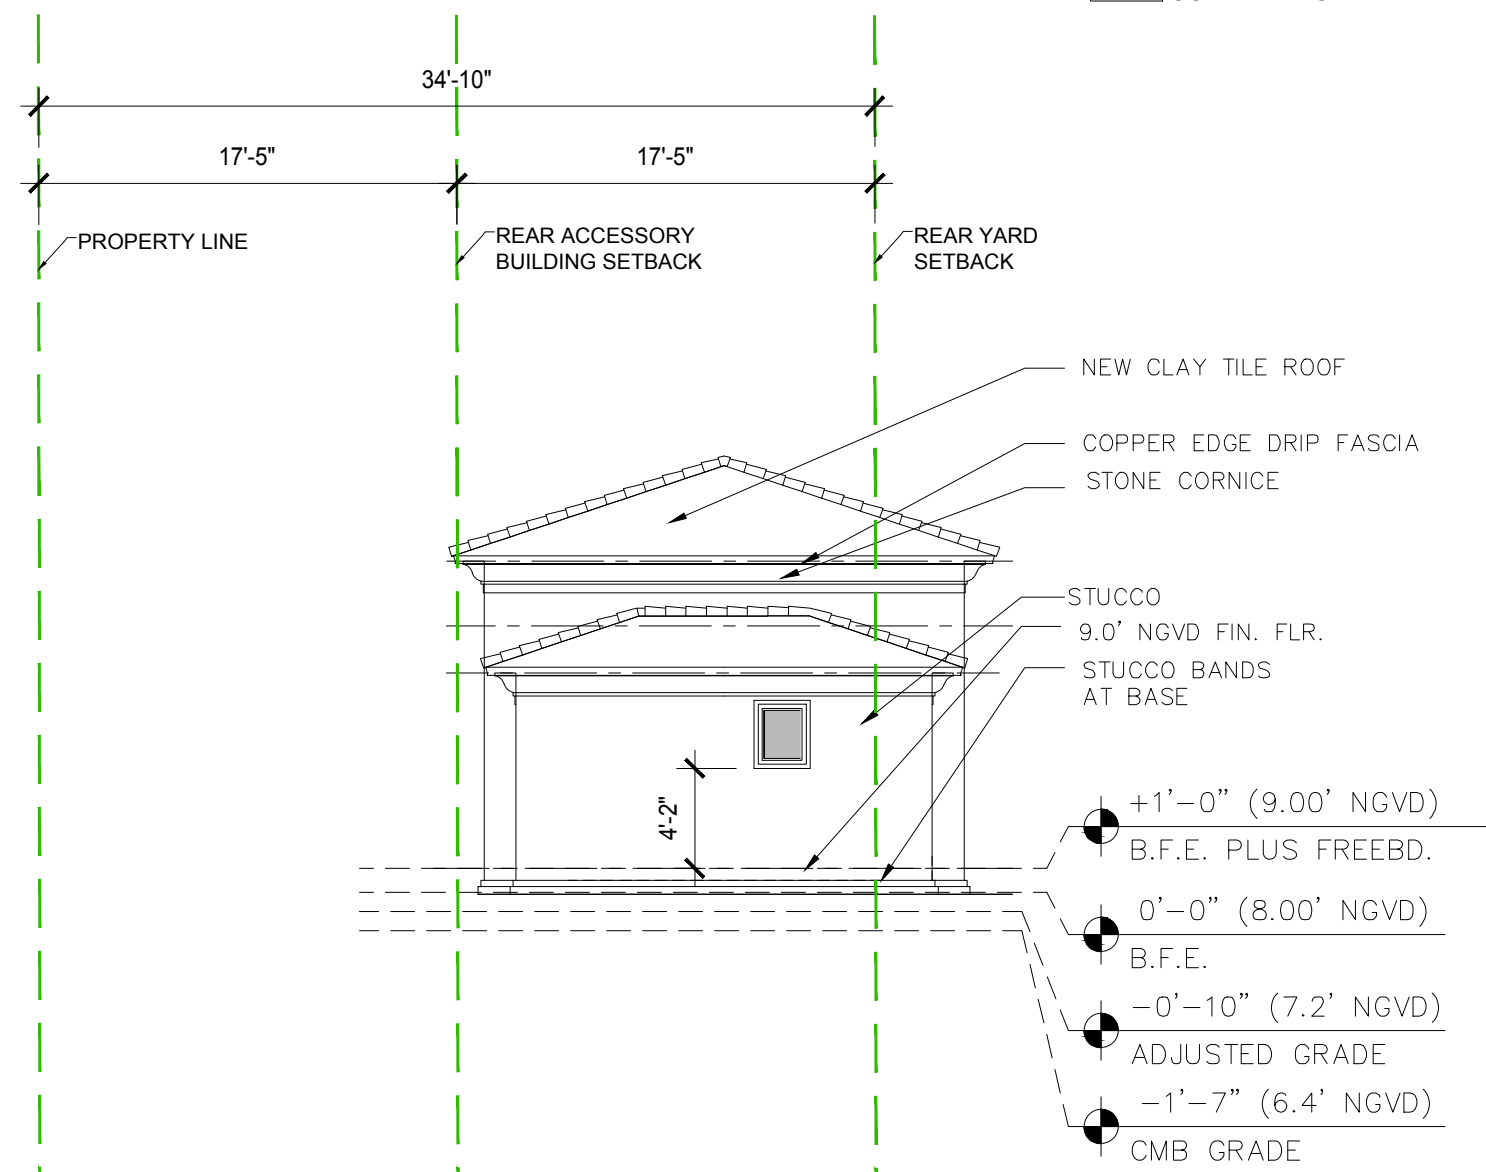 34'-10"
17'-5"
17'-5"
PROPERTY LINE
REAR ACCESSORY
BUILDING SETBACK
REAR YARD
SETBACK
NEW CLAY TILE ROOF
COPPER EDGE DRIP FASCIA
STONE CORNICE
STUCCO
9.0' NGVD FIN. FLR.
STUCCO BANDS
AT BASE
4'-2"
+1'-0" (9.00' NGVD)
B.F.E. PLUS FREEBD.
0'-0" (8.00' NGVD)
B.F.E.
-0'-10" (7.2' NGVD)
ADJUSTED GRADE
-1'-7" (6.4' NGVD)
CMB GRADE